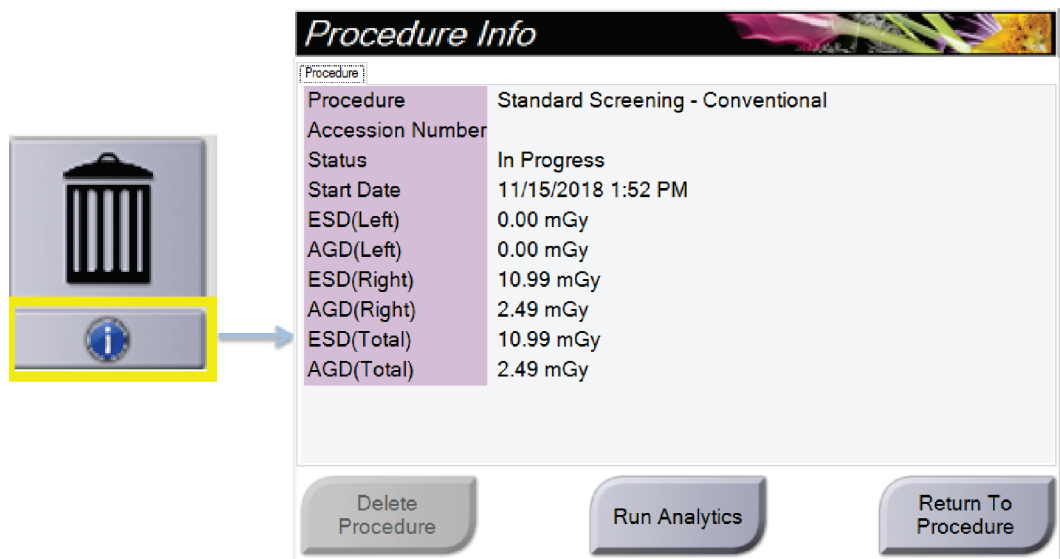 Procedure Info
Procedure
Procedure Standard Screening - Conventional
Accession Number
Status In Progress
Start Date 11/15/2018 1:52 PM
ESD(Left) 0.00 mGy
AGD(Left) 0.00 mGy
ESD(Right) 10.99 mGy
AGD(Right) 2.49 mGy
ESD(Total) 10.99 mGy
AGD(Total) 2.49 mGy
Delete
Procedure
Run Analytics
Return To
Procedure